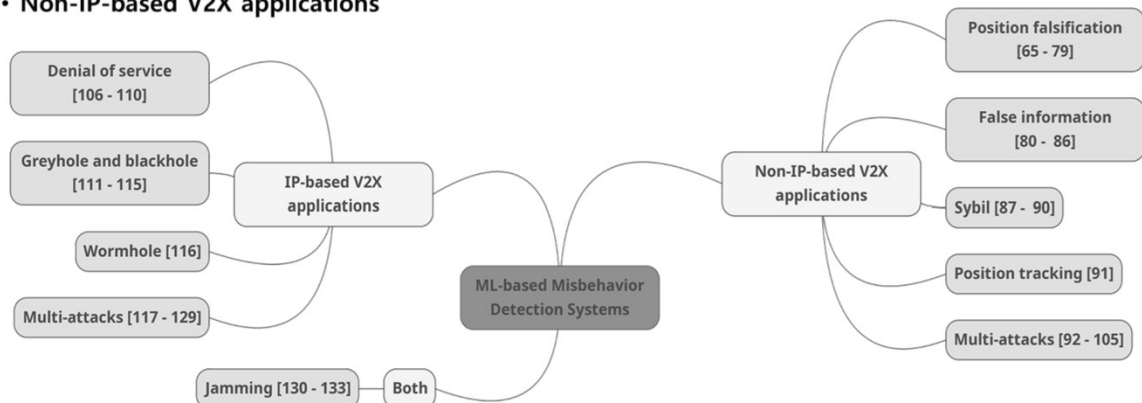 • Non-IP-based V2X applications
Denial of service
[106 - 110]
Greyhole and blackhole
[111 - 115]
Wormhole [116]
Multi-attacks [117 - 129]
IP-based V2X
applications
ML-based Misbehavior
Detection Systems
Jamming [130 - 133]
Both
Non-IP-based V2X
applications
Position falsification
[65 - 79]
False information
[80 - 86]
Sybil [87 - 90]
Position tracking [91]
Multi-attacks [92 - 105]